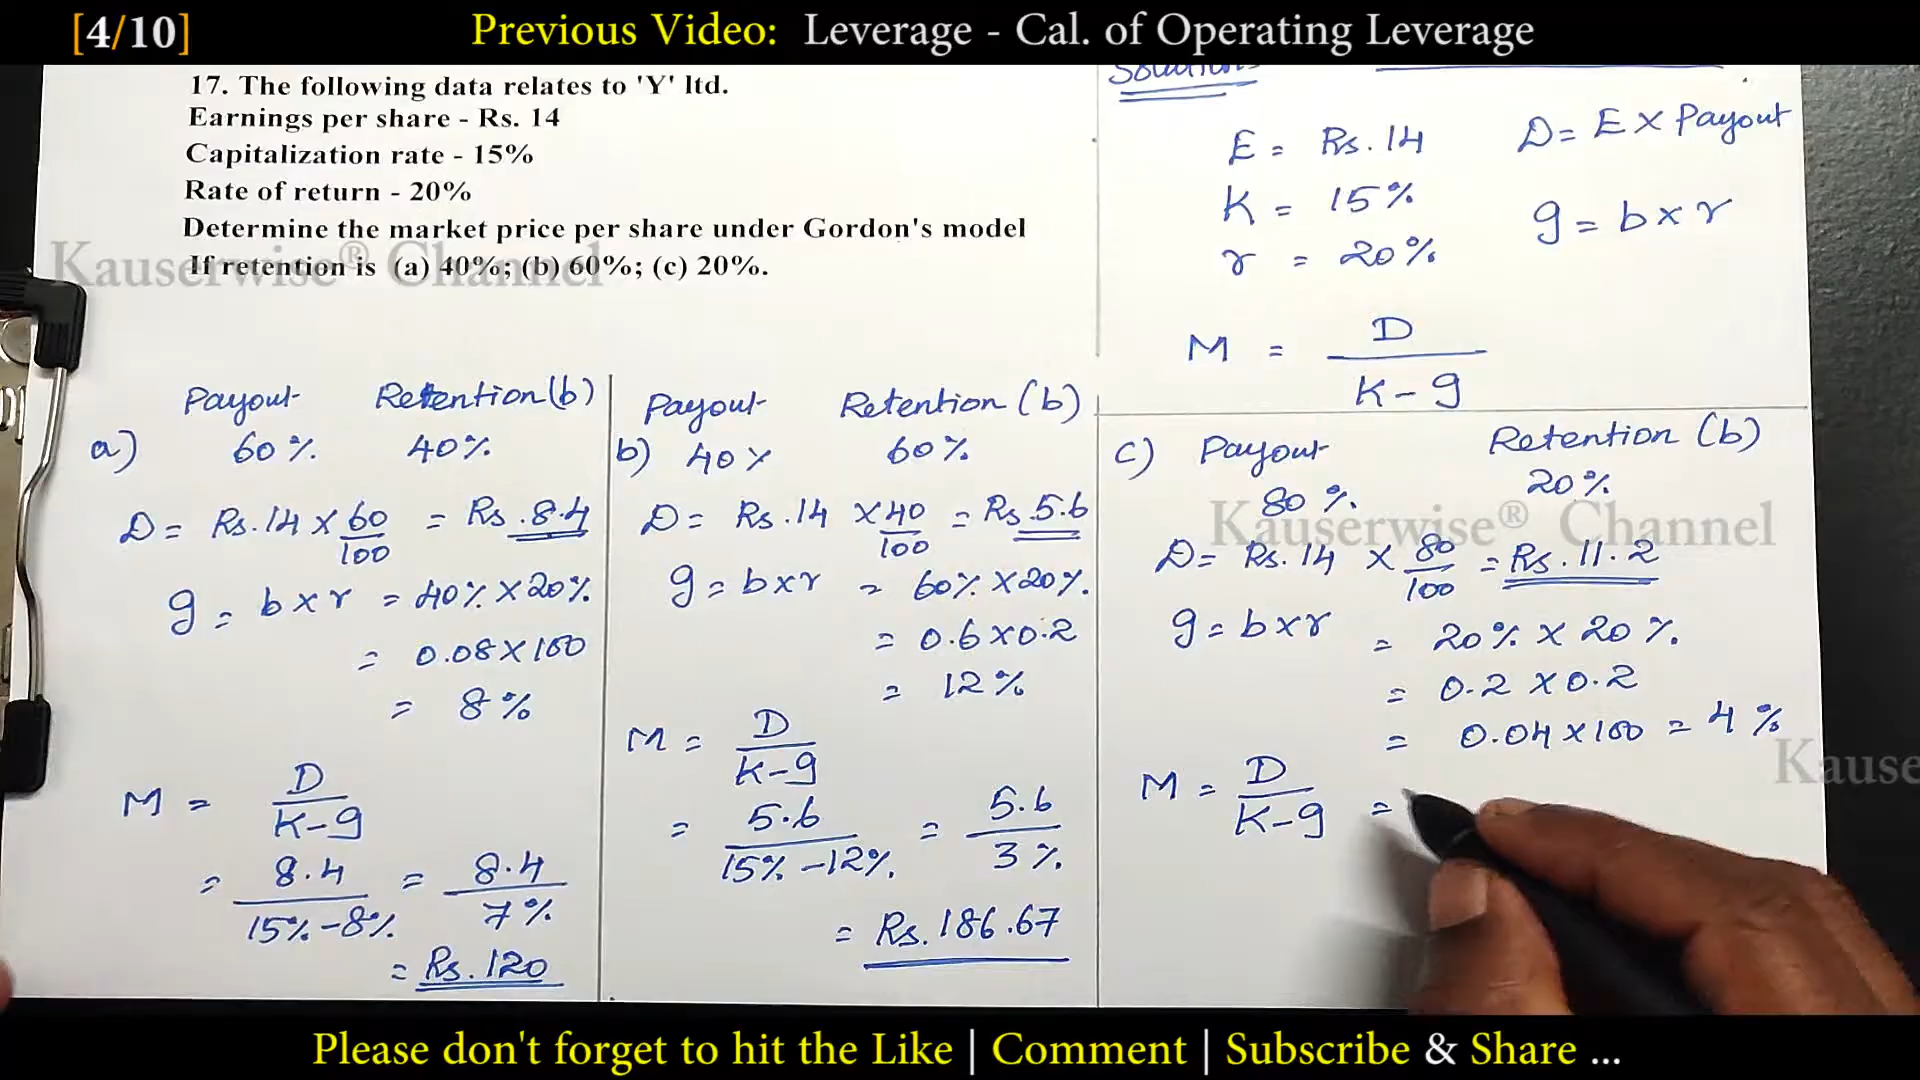 [4/10] Previous Video: Leverage - Cal. of Operating Leverage
17. The following data relates to 'Y' ltd.
Earnings per share - Rs. 14
Capitalization rate - 15%
Rate of return - 20%
Determine the market price per share under Gordon's model
If retention is (a) 40%; (b) 60%; (c) 20%.
Kauserwise® Channel
Solution:
E = Rs. 14 D = E X Payout
K = 15% g = b x r
r = 20%
M = D / K - g
Payout Retention (b)
a) 60% 40%
D = Rs. 14 X 60/100 = Rs. 8.4
g = b x r = 40% X 20%
= 0.08 X 100
= 8%
M = D / K - g
= 8.4 / 15% - 8% = 8.4 / 7%
= Rs. 120
Payout Retention (b)
b) 40% 60%
D = Rs. 14 X 40/100 = Rs. 5.6
g = b x r = 60% X 20%.
= 0.6 X 0.2
= 12%
M = D / K - g
= 5.6 / 15% - 12% = 5.6 / 3%
= Rs. 186.67
c) Payout Retention (b)
80% 20%
Kauserwise® Channel
D = Rs. 14 X 80/100 = Rs. 11.2
g = b x r = 20% X 20%.
= 0.2 X 0.2
= 0.04 X 100 = 4%
Kause
M = D / K - g =
Please don't forget to hit the Like | Comment | Subscribe & Share ...